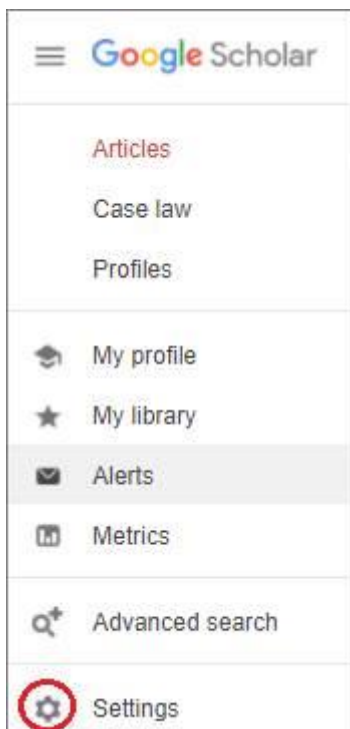 Google Scholar
Articles
Case law
Profiles
My profile
My library
Alerts
Metrics
Advanced search
Settings